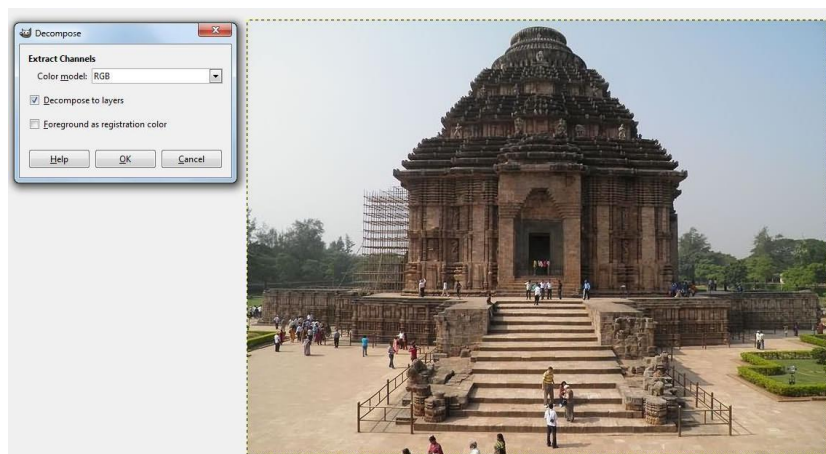 Decompose
Extract Channels
Color model: RGB
Decompose to layers
Foreground as registration color
Help OK Cancel